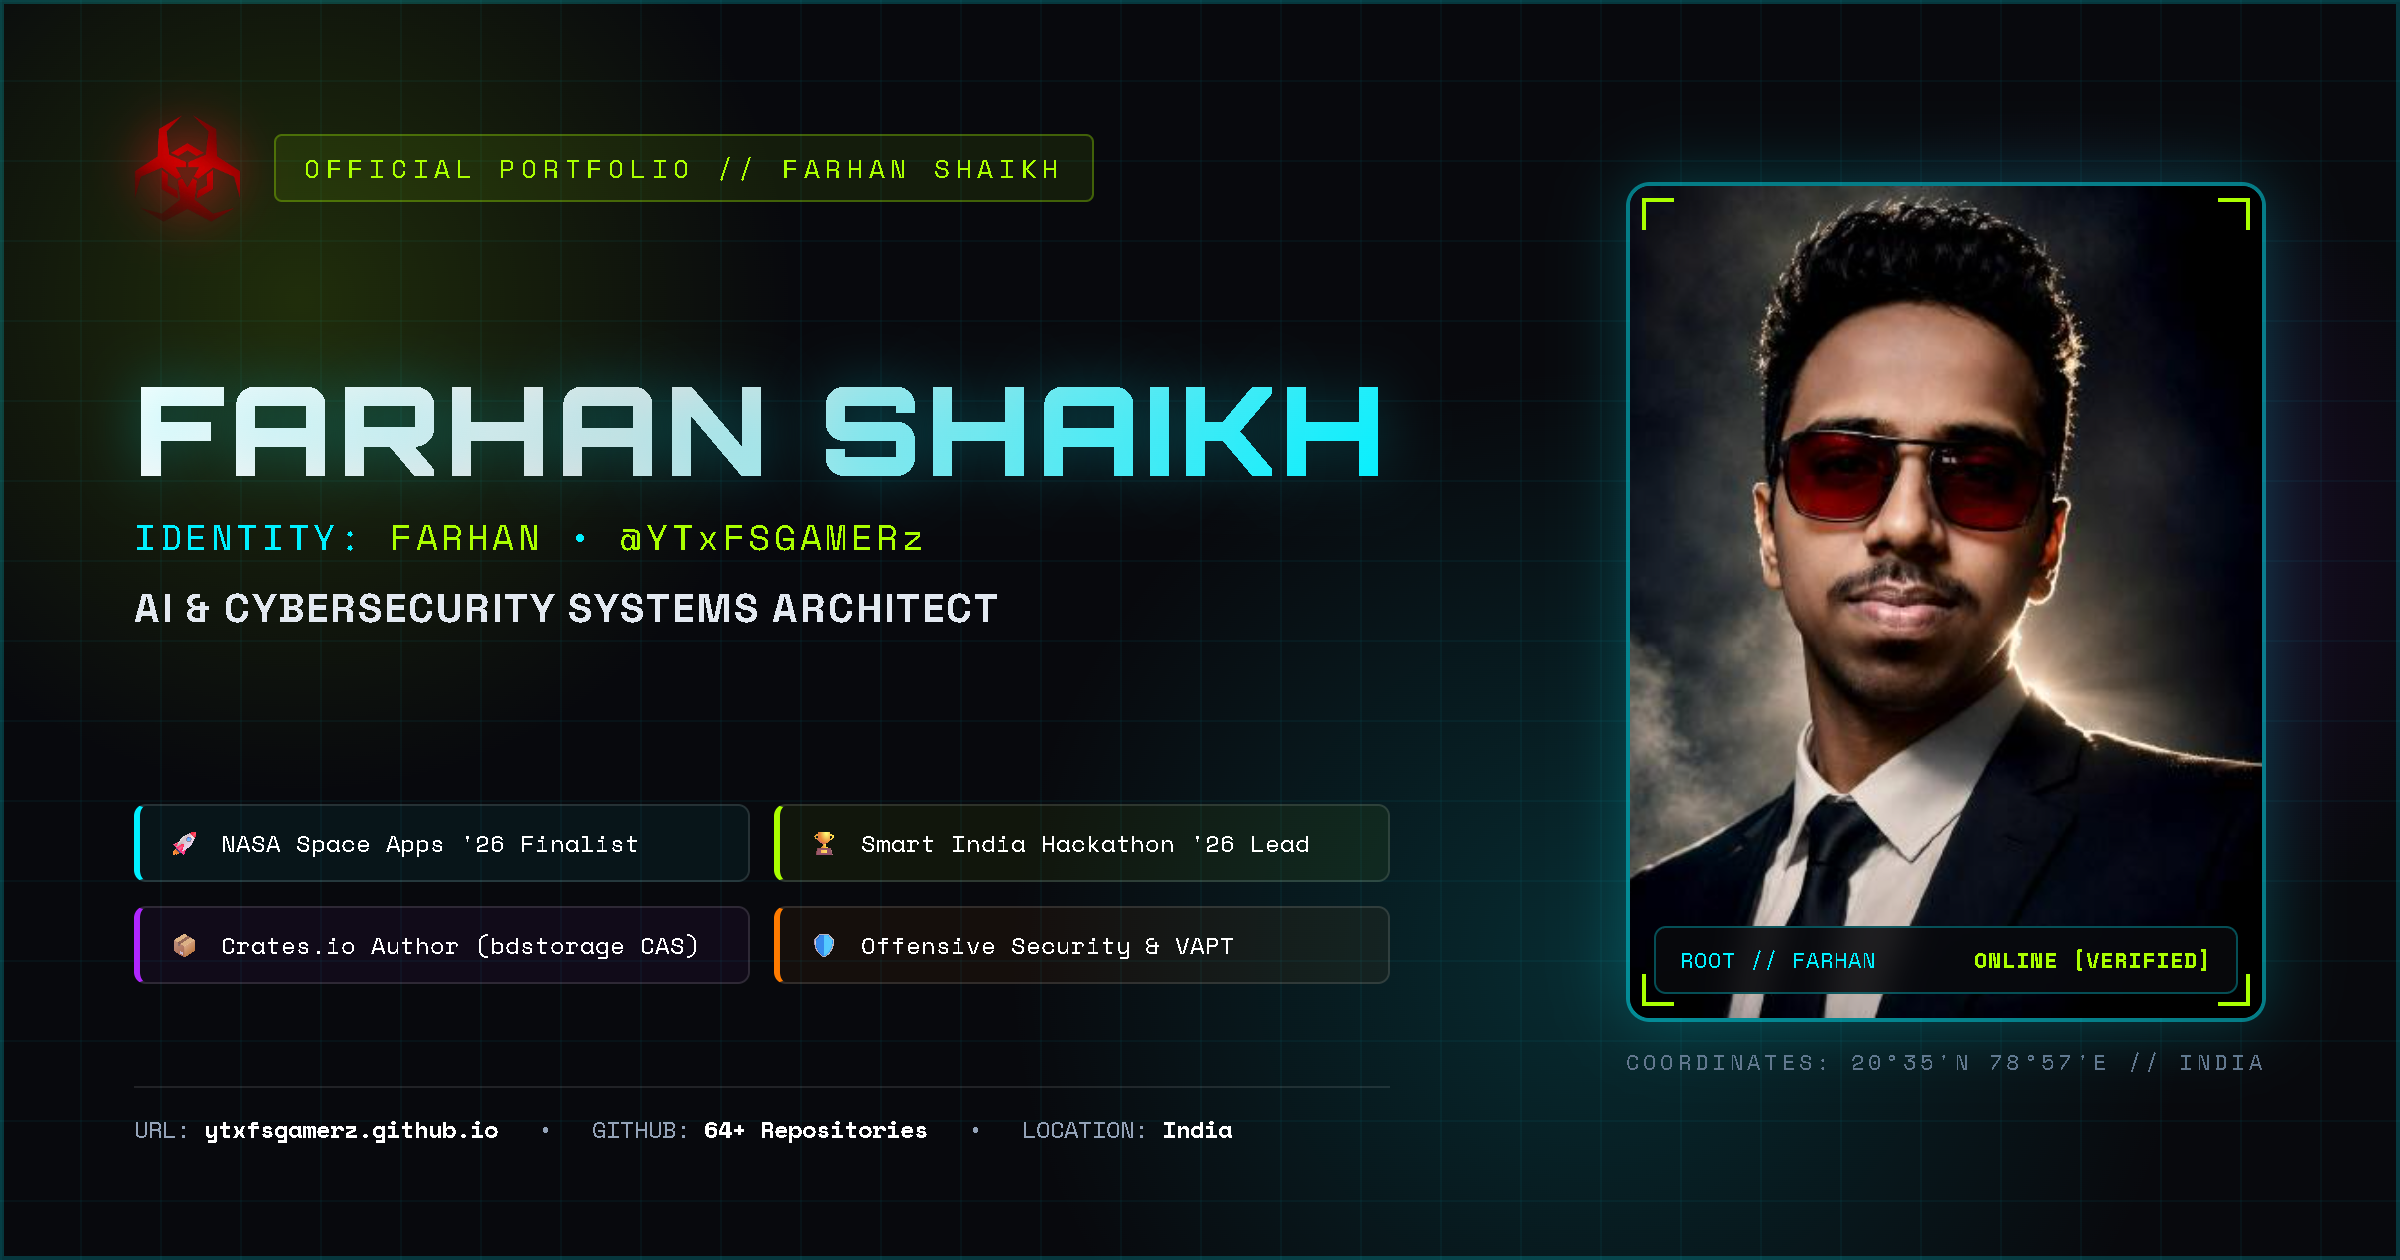 OFFICIAL PORTFOLIO // FARHAN SHAIKH
FARHAN SHAIKH
IDENTITY: FARHAN • @YTxFSGAMERz
AI & CYBERSECURITY SYSTEMS ARCHITECT
NASA Space Apps '26 Finalist
Smart India Hackathon '26 Lead
Crates.io Author (bdstorage CAS)
Offensive Security & VAPT
URL: ytxfsgamerz.github.io • GITHUB: 64+ Repositories • LOCATION: India
ROOT // FARHAN ONLINE [VERIFIED]
COORDINATES: 20°35'N 78°57'E // INDIA